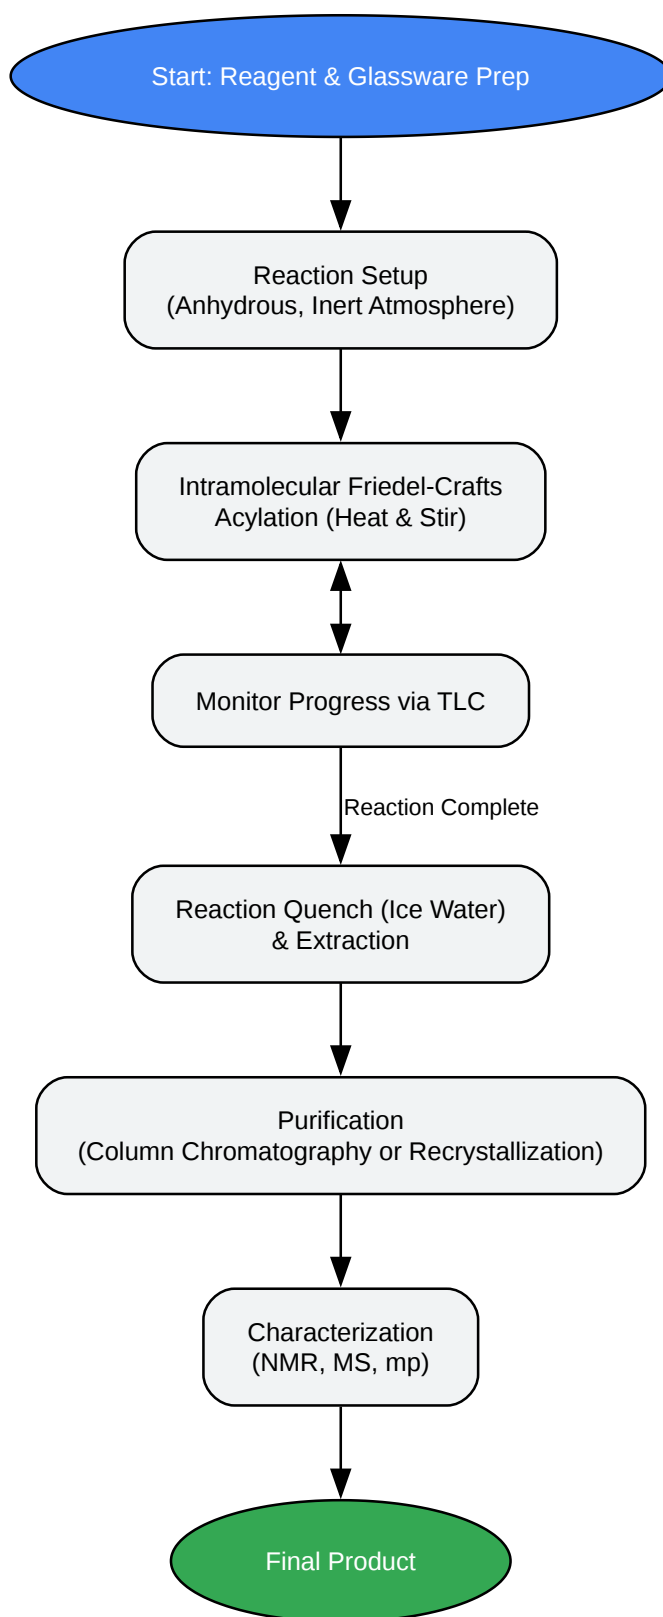 Start: Reagent & Glassware Prep
Reaction Setup
(Anhydrous, Inert Atmosphere)
Intramolecular Friedel-Crafts
Acylation (Heat & Stir)
Monitor Progress via TLC
Reaction Complete
Reaction Quench (Ice Water)
& Extraction
Purification
(Column Chromatography or Recrystallization)
Characterization
(NMR, MS, mp)
Final Product